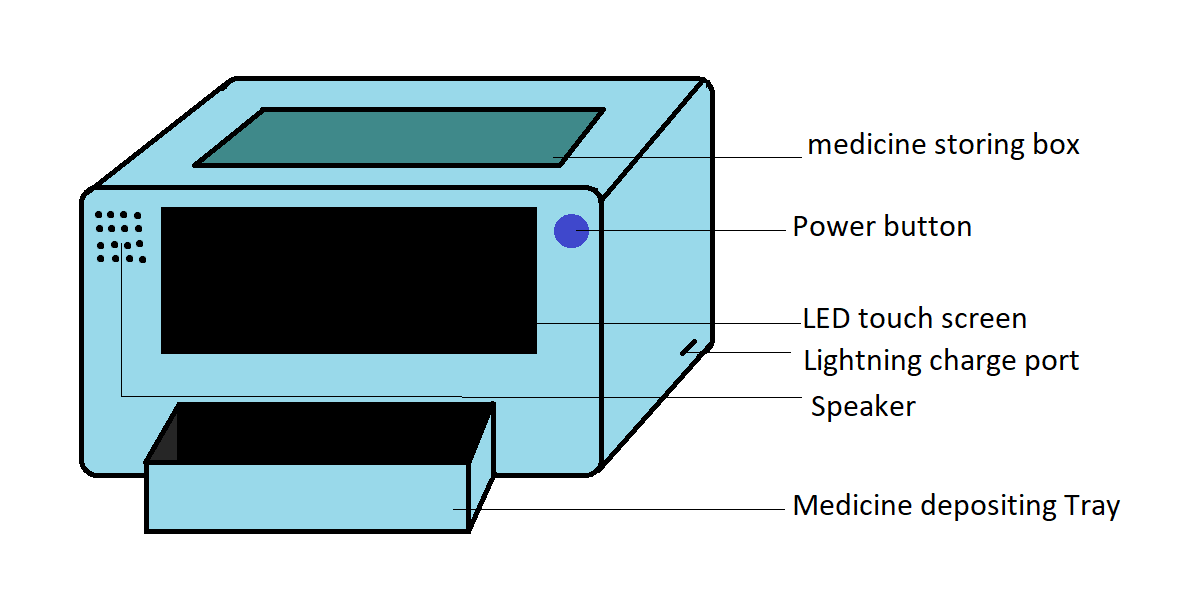 medicine storing box
Power button
LED touch screen
Lightning charge port
Speaker
Medicine depositing Tray